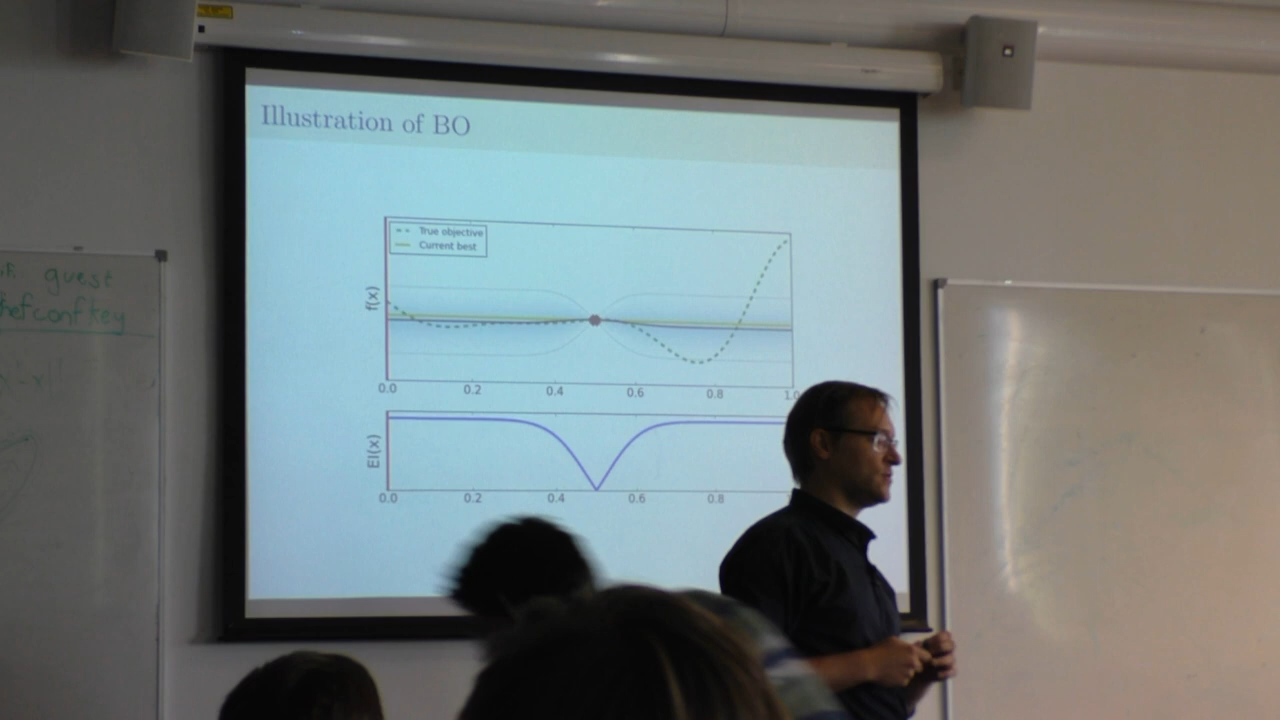 Illustration of BO
True objective
Current best
f(x)
0.0 0.2 0.4 0.6 0.8 1.0
EI(x)
0.0 0.2 0.4 0.6 0.8
guest